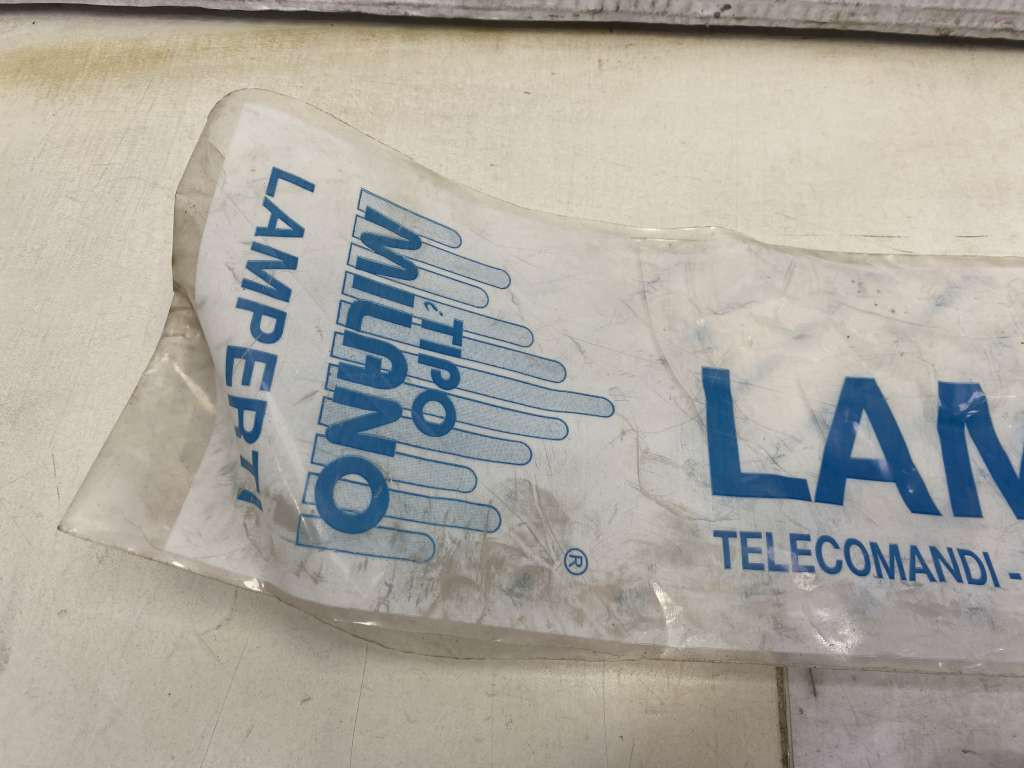 LAMPERTI
è TIPO
MILANO
®
LAM
TELECOMANDI -